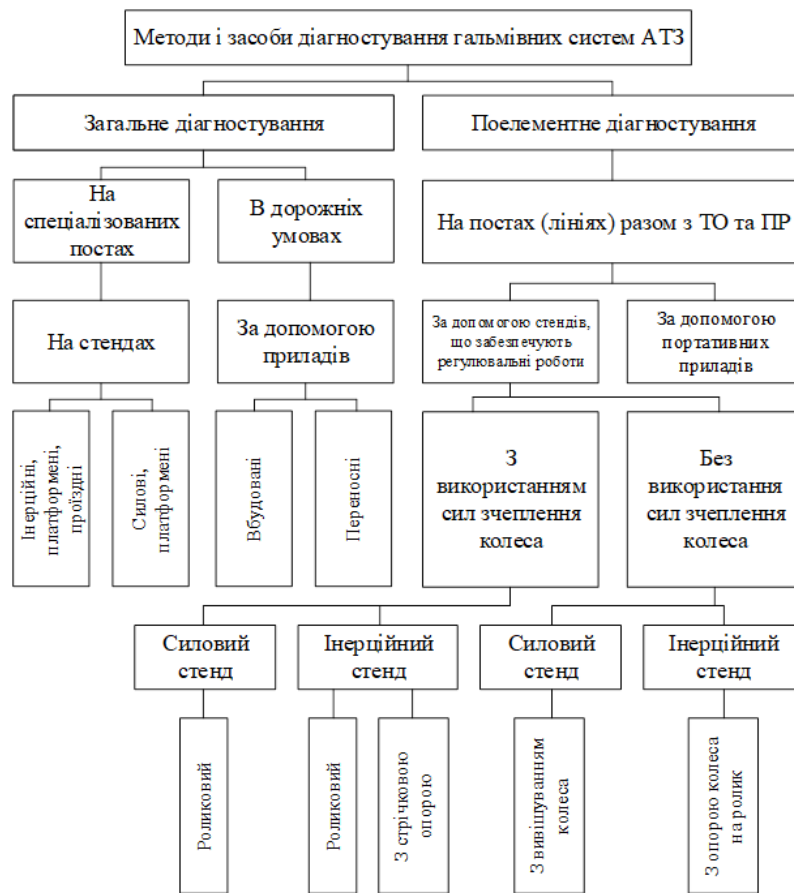 Методи і засоби діагностування гальмівних систем АТЗ
Загальне діагностування
Поелементне діагностування
На
спеціалізованих
постах
В дорожніх
умовах
На постах (лініях) разом з ТО та ПР
На стендах
За допомогою
приладів
За допомогою стендів,
що забезпечують
регулювальні роботи
За допомогою
портативних
приладів
Інерційні,
платформені,
проїздні
Силові,
платформені
Вбудовані
Переносні
З
використанням
сил зчеплення
колеса
Без
використання
сил зчеплення
колеса
Силовий
стенд
Інерційний
стенд
Силовий
стенд
Інерційний
стенд
Роликовий
Роликовий
З стрічковою
опорою
З вивішуванням
колеса
З опорою колеса
на ролик